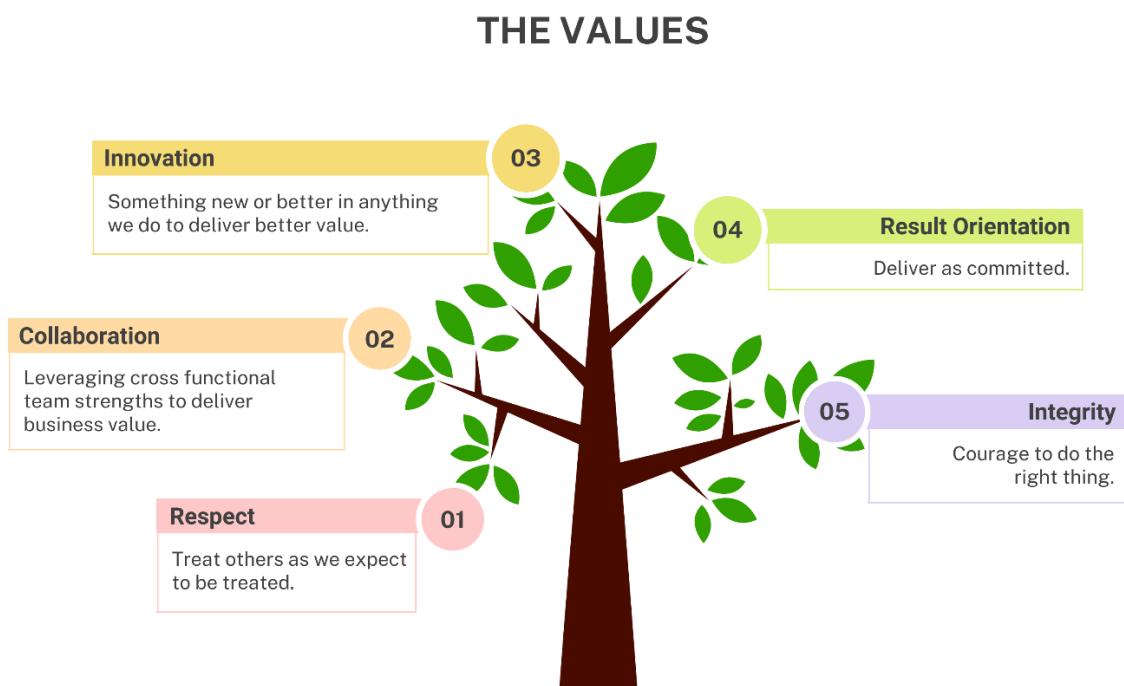 THE VALUES
03
Innovation
Something new or better in anything
we do to deliver better value.
04
Result Orientation
Deliver as committed.
02
Collaboration
Leveraging cross functional
team strengths to deliver
business value.
05
Integrity
Courage to do the
right thing.
01
Respect
Treat others as we expect
to be treated.